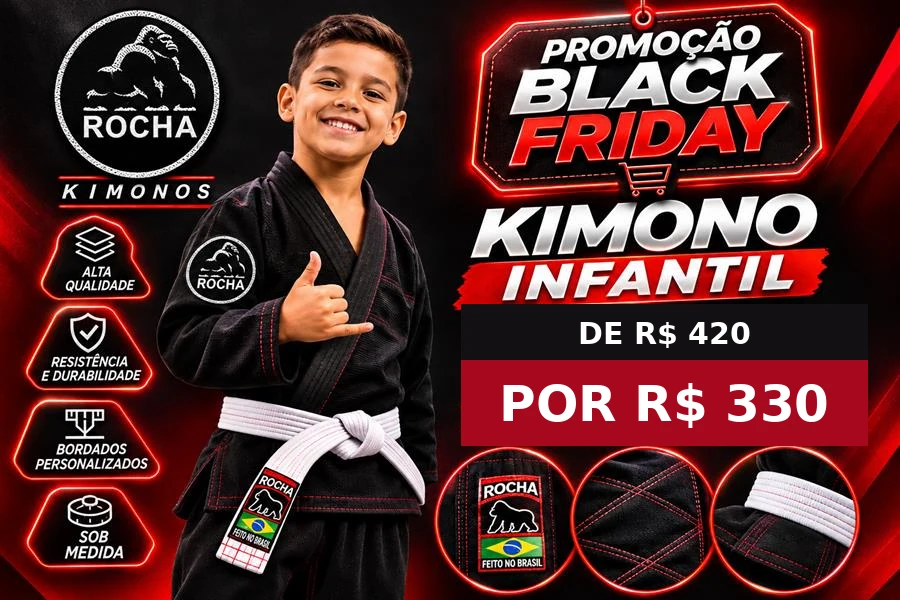 ROCHA
KIMONOS
ALTA
QUALIDADE
RESISTÊNCIA
E DURABILIDADE
BORDADOS
PERSONALIZADOS
SOB
MEDIDA
ROCHA
ROCHA
FEITO NO BRASIL
PROMOÇÃO
BLACK
FRIDAY
KIMONO
INFANTIL
DE R$ 420
POR R$ 330
ROCHA
FEITO NO BRASIL